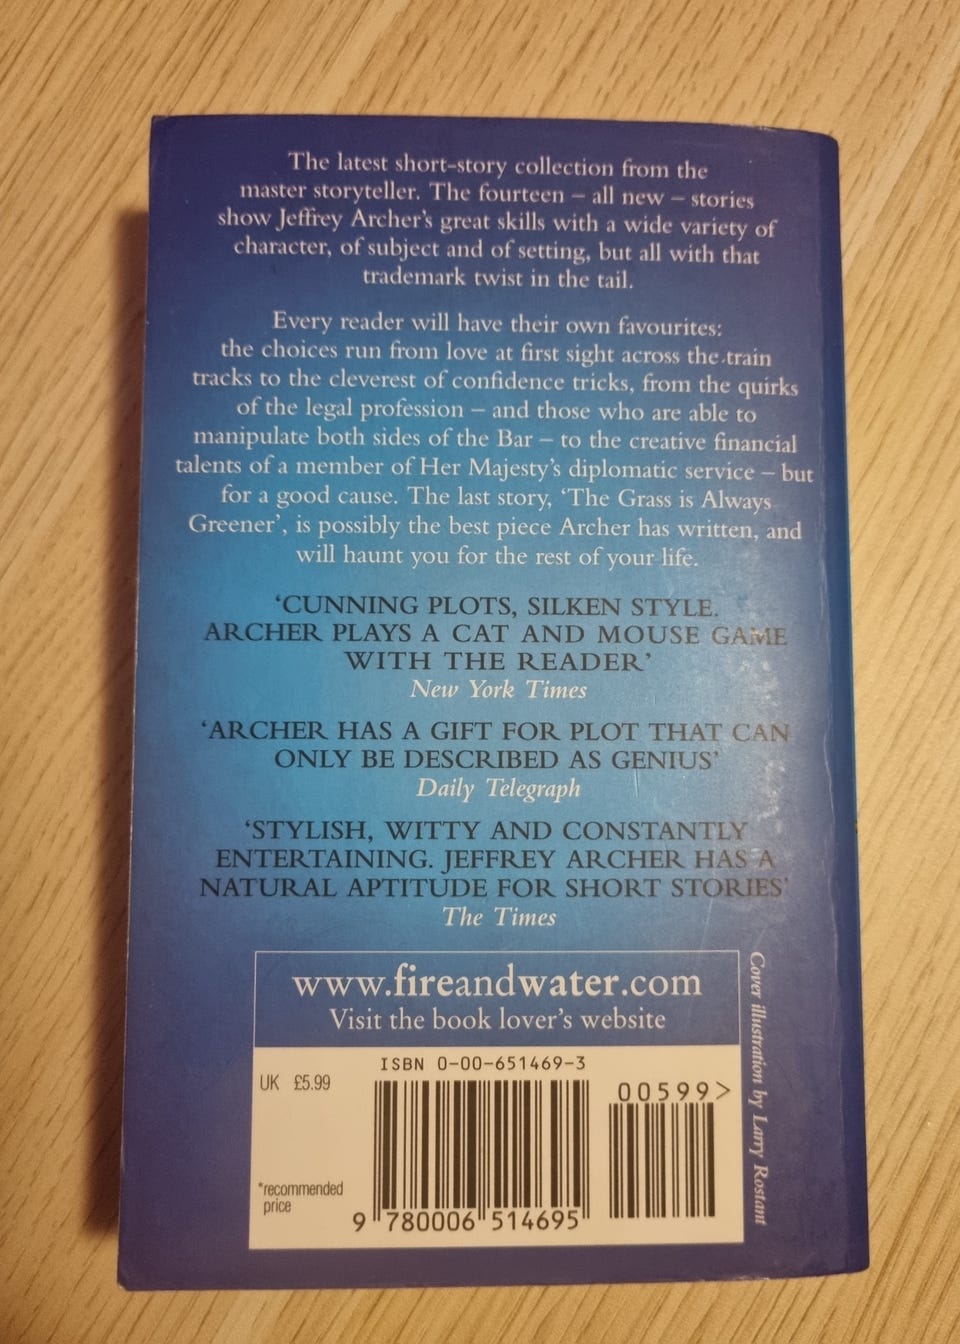 The latest short-story collection from the
master storyteller. The fourteen – all new – stories
show Jeffrey Archer's great skills with a wide variety of
character, of subject and of setting, but all with that
trademark twist in the tail.
Every reader will have their own favourites:
the choices run from love at first sight across the train
tracks to the cleverest of confidence tricks, from the quirks
of the legal profession – and those who are able to
manipulate both sides of the Bar – to the creative financial
talents of a member of Her Majesty's diplomatic service – but
for a good cause. The last story, 'The Grass is Always
Greener', is possibly the best piece Archer has written, and
will haunt you for the rest of your life.
'CUNNING PLOTS, SILKEN STYLE.
ARCHER PLAYS A CAT AND MOUSE GAME
WITH THE READER'
New York Times
'ARCHER HAS A GIFT FOR PLOT THAT CAN
ONLY BE DESCRIBED AS GENIUS'
Daily Telegraph
'STYLISH, WITTY AND CONSTANTLY
ENTERTAINING. JEFFREY ARCHER HAS A
NATURAL APTITUDE FOR SHORT STORIES'
The Times
www.fireandwater.com
Visit the book lover's website
ISBN 0-00-651469-3
UK £5.99
00599>
*recommended
price
9 780006 514695
Cover illustration by Larry Rostant